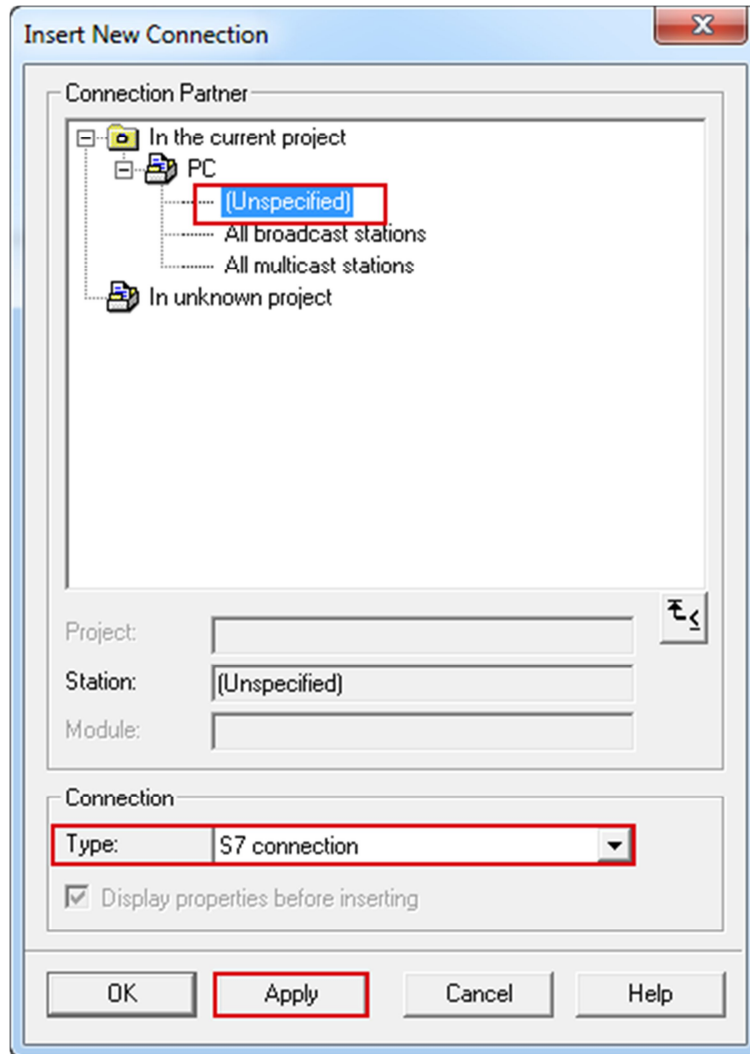 Insert New Connection
Connection Partner
In the current project
PC
(Unspecified)
All broadcast stations
All multicast stations
In unknown project
Project:
Station: (Unspecified)
Module:
Connection
Type: S7 connection
Display properties before inserting
OK Apply Cancel Help